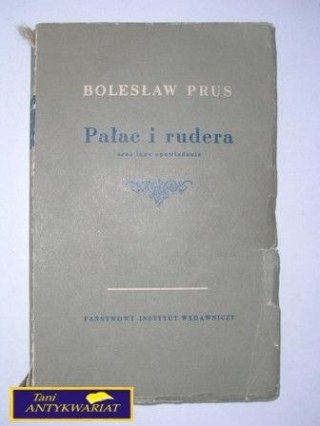 BOLESŁAW PRUS
Pałac i rudera
oraz inne opowiadania
PAŃSTWOWY INSTYTUT WYDAWNICZY
Tani
ANTYKWARIAT